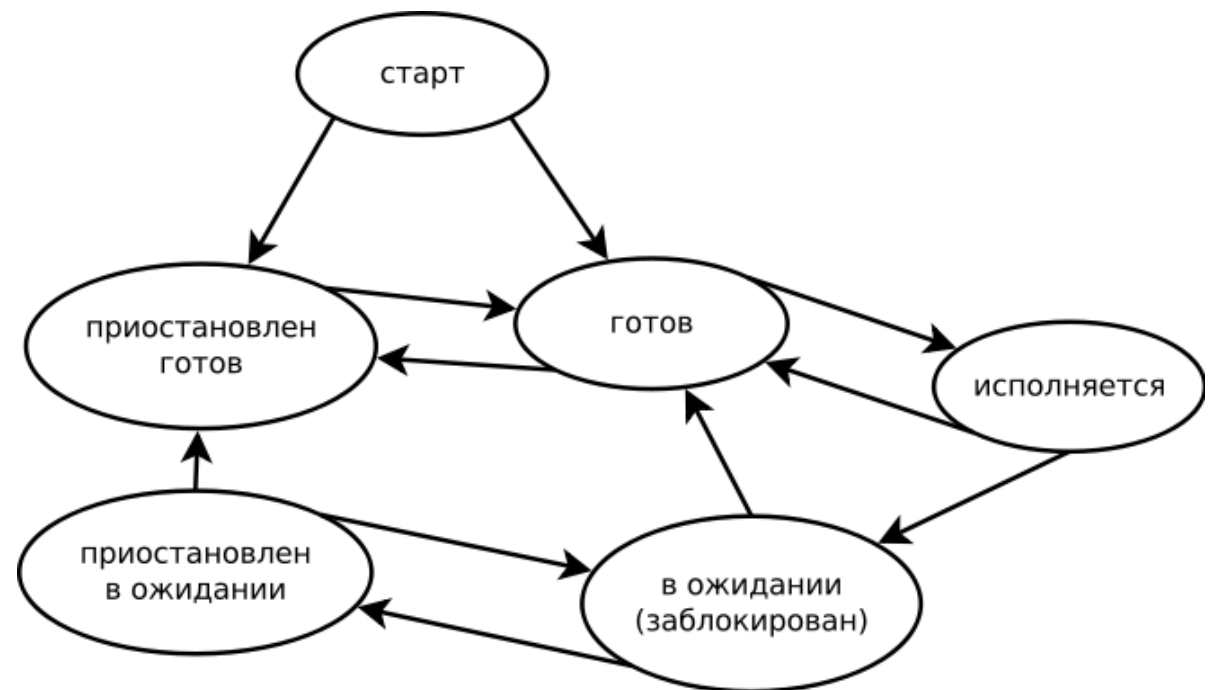 старт
приостановлен
готов
готов
исполняется
приостановлен
в ожидании
в ожидании
(заблокирован)